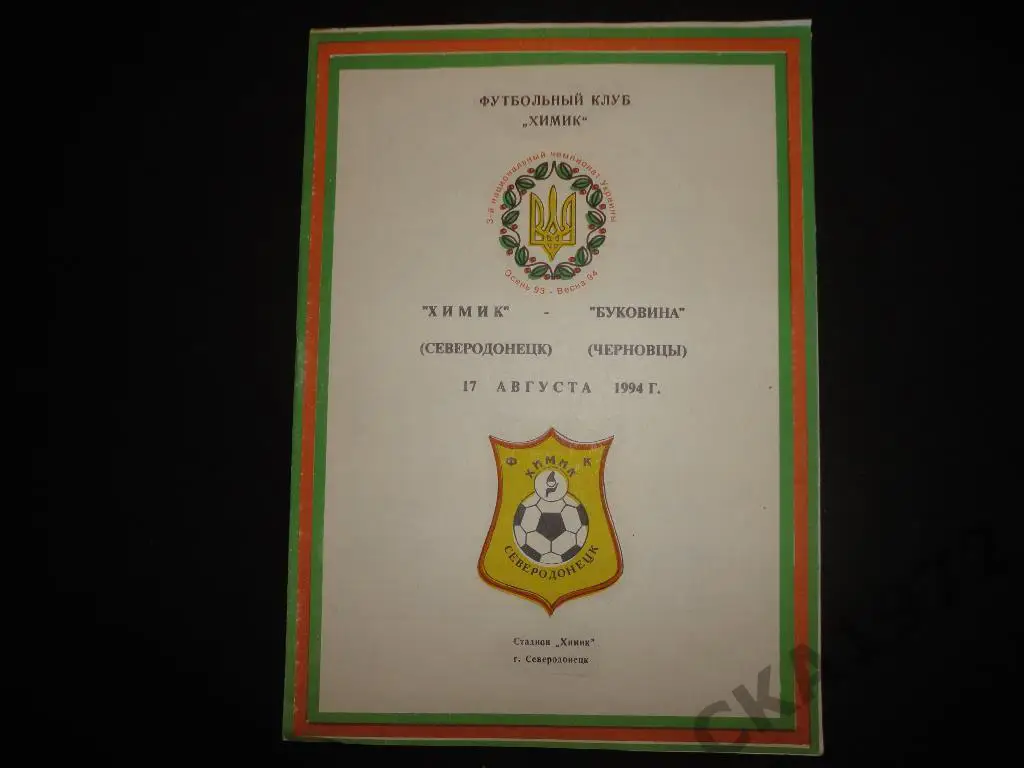 ФУТБОЛЬНЫЙ КЛУБ
„ХИМИК“
3-й национальный чемпионат Украины
Осень 93 - Весна 94
"ХИМИК" - "БУКОВИНА"
(СЕВЕРОДОНЕЦК) (ЧЕРНОВЦЫ)
17 АВГУСТА 1994 Г.
Ф К
ХИМИК
СЕВЕРОДОНЕЦК
Стадион „Химик"
г. Северодонецк